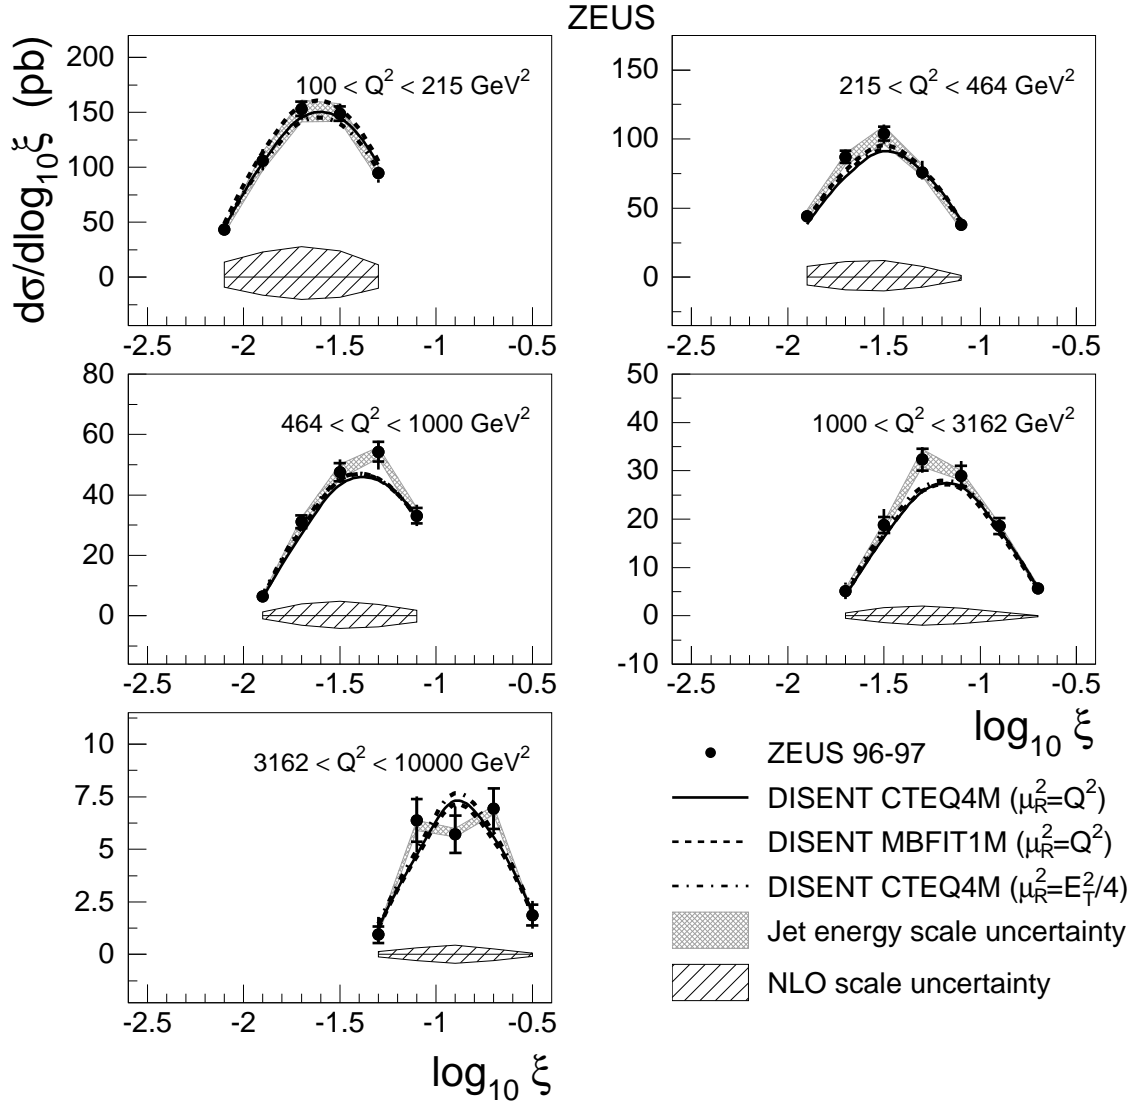 ZEUS
dσ/dlog₁₀ξ (pb)
100 < Q² < 215 GeV²
200
150
100
50
0
-2.5 -2 -1.5 -1 -0.5
215 < Q² < 464 GeV²
150
100
50
0
-2.5 -2 -1.5 -1 -0.5
464 < Q² < 1000 GeV²
80
60
40
20
0
-2.5 -2 -1.5 -1 -0.5
1000 < Q² < 3162 GeV²
50
40
30
20
10
0
-10
-2.5 -2 -1.5 -1 -0.5
log₁₀ ξ
3162 < Q² < 10000 GeV²
10
7.5
5
2.5
0
-2.5 -2 -1.5 -1 -0.5
log₁₀ ξ
ZEUS 96-97
DISENT CTEQ4M (μ_R²=Q²)
DISENT MBFIT1M (μ_R²=Q²)
DISENT CTEQ4M (μ_R²=E_T²/4)
Jet energy scale uncertainty
NLO scale uncertainty